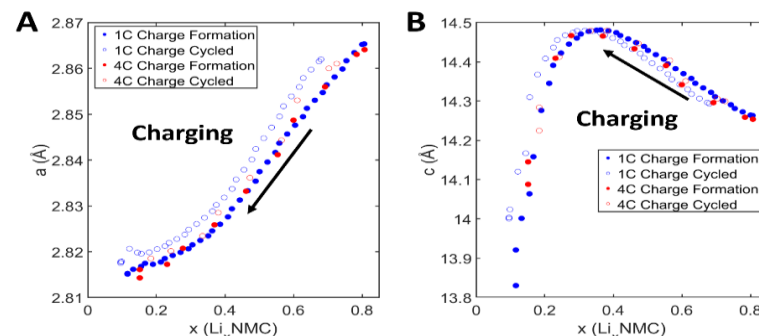 A
2.87
2.86
2.85
2.84
2.83
2.82
2.81
a (Å)
1C Charge Formation
1C Charge Cycled
4C Charge Formation
4C Charge Cycled
Charging
0 0.2 0.4 0.6 0.8
x (LiₓNMC)
B
14.5
14.4
14.3
14.2
14.1
14
13.9
13.8
c (Å)
Charging
1C Charge Formation
1C Charge Cycled
4C Charge Formation
4C Charge Cycled
0 0.2 0.4 0.6 0.8
x (LiₓNMC)